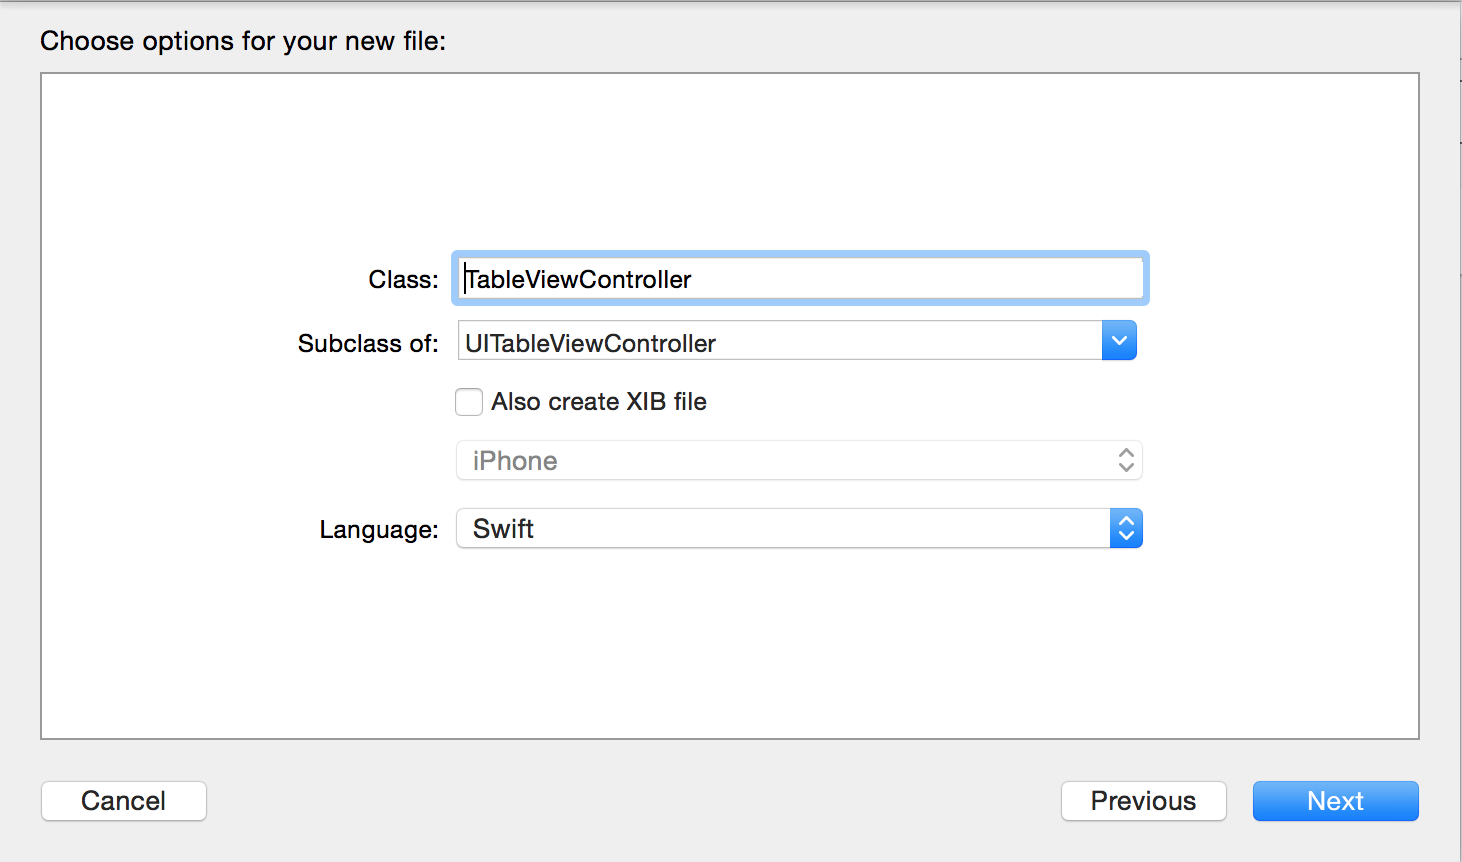 Choose options for your new file:
Class: TableViewController
Subclass of: UITableViewController
Also create XIB file
iPhone
Language: Swift
Cancel Previous Next